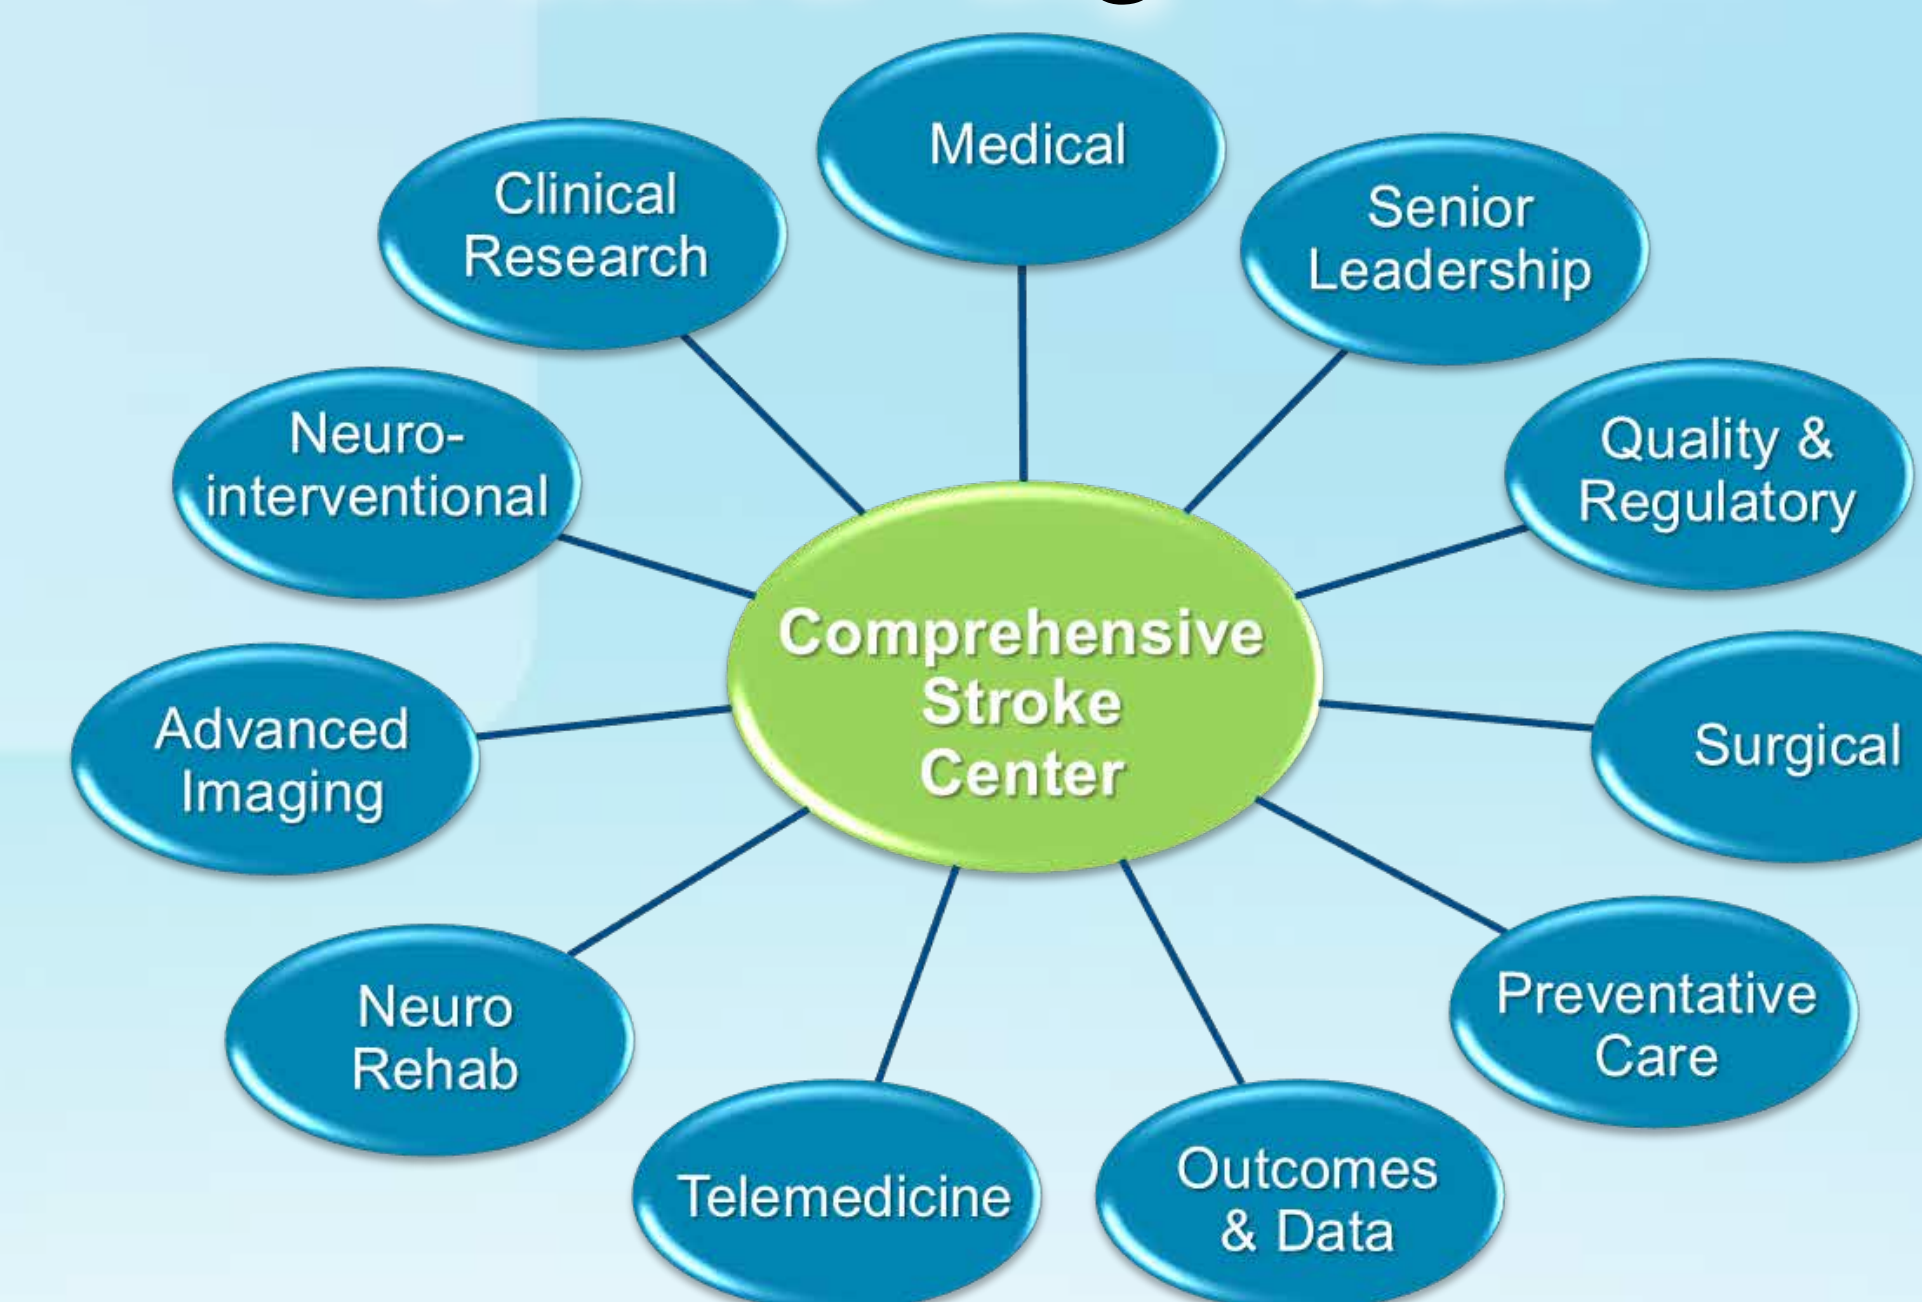 Medical
Clinical
Research
Senior
Leadership
Neuro-
interventional
Quality &
Regulatory
Comprehensive
Stroke
Center
Advanced
Imaging
Surgical
Neuro
Rehab
Preventative
Care
Telemedicine
Outcomes
& Data